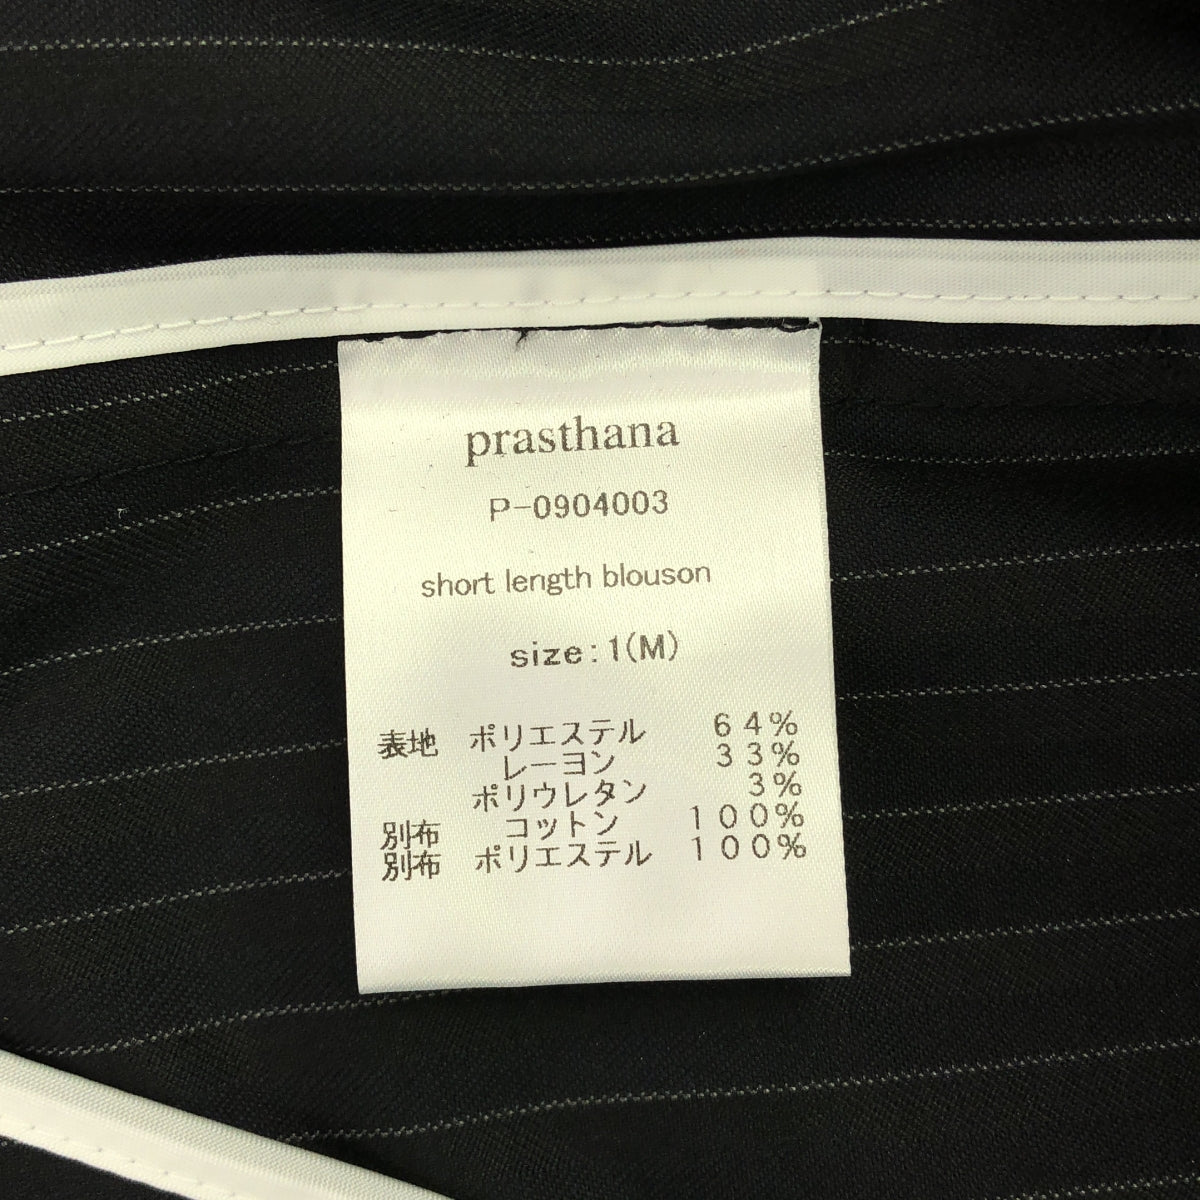 prasthana
P-0904003
short length blouson
size:1(M)
表地 ポリエステル 64%
レーヨン 33%
ポリウレタン 3%
別布 コットン 100%
別布 ポリエステル 100%